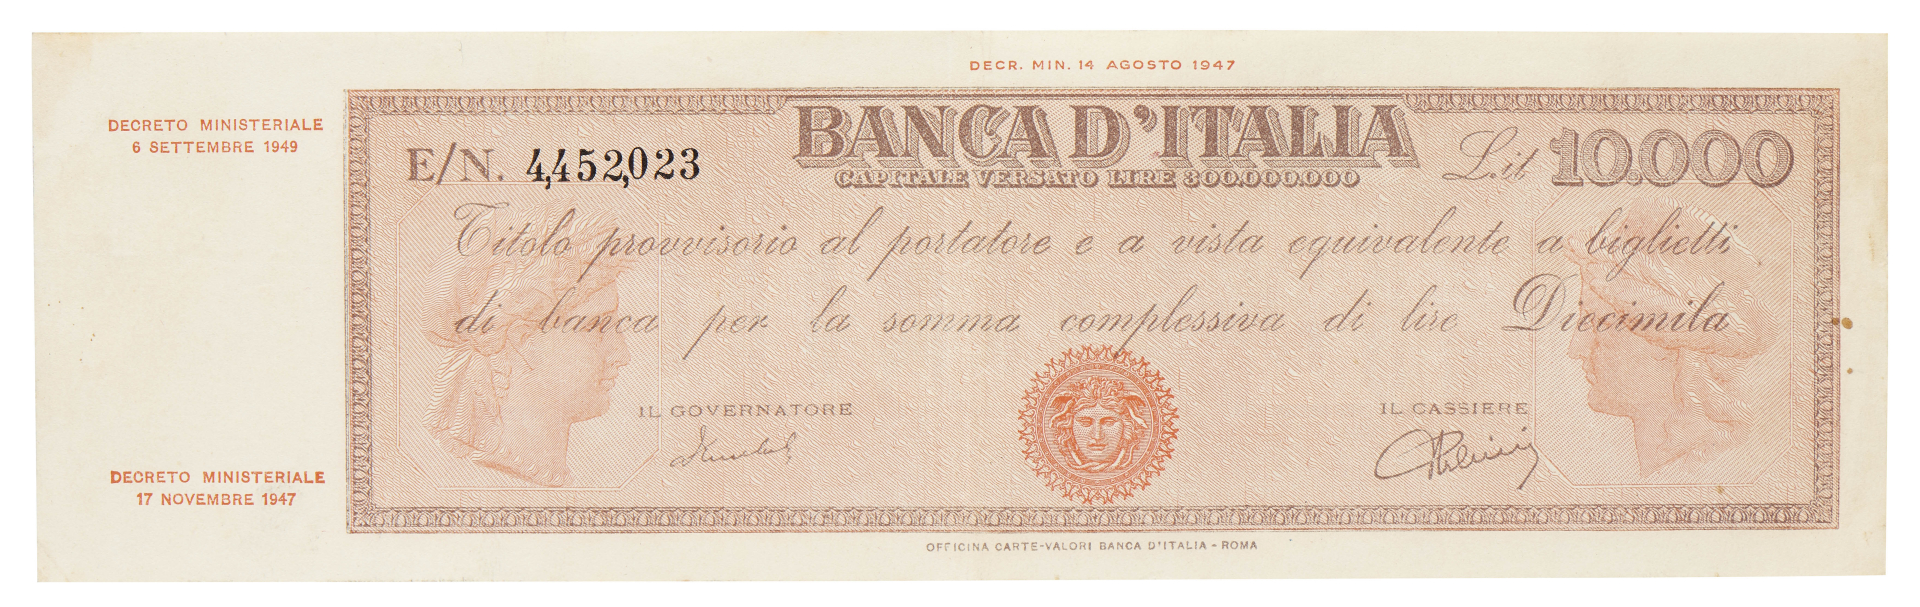 DECR. MIN. 14 AGOSTO 1947
DECRETO MINISTERIALE
6 SETTEMBRE 1949
BANCA D'ITALIA
CAPITALE VERSATO LIRE 300.000.000
E/N. 4,452,023
L.it 10.000
Titolo provvisorio al portatore e a vista equivalente a biglietti
di banca per la somma complessiva di lire Diecimila
IL GOVERNATORE
IL CASSIERE
DECRETO MINISTERIALE
17 NOVEMBRE 1947
OFFICINA CARTE-VALORI BANCA D'ITALIA - ROMA